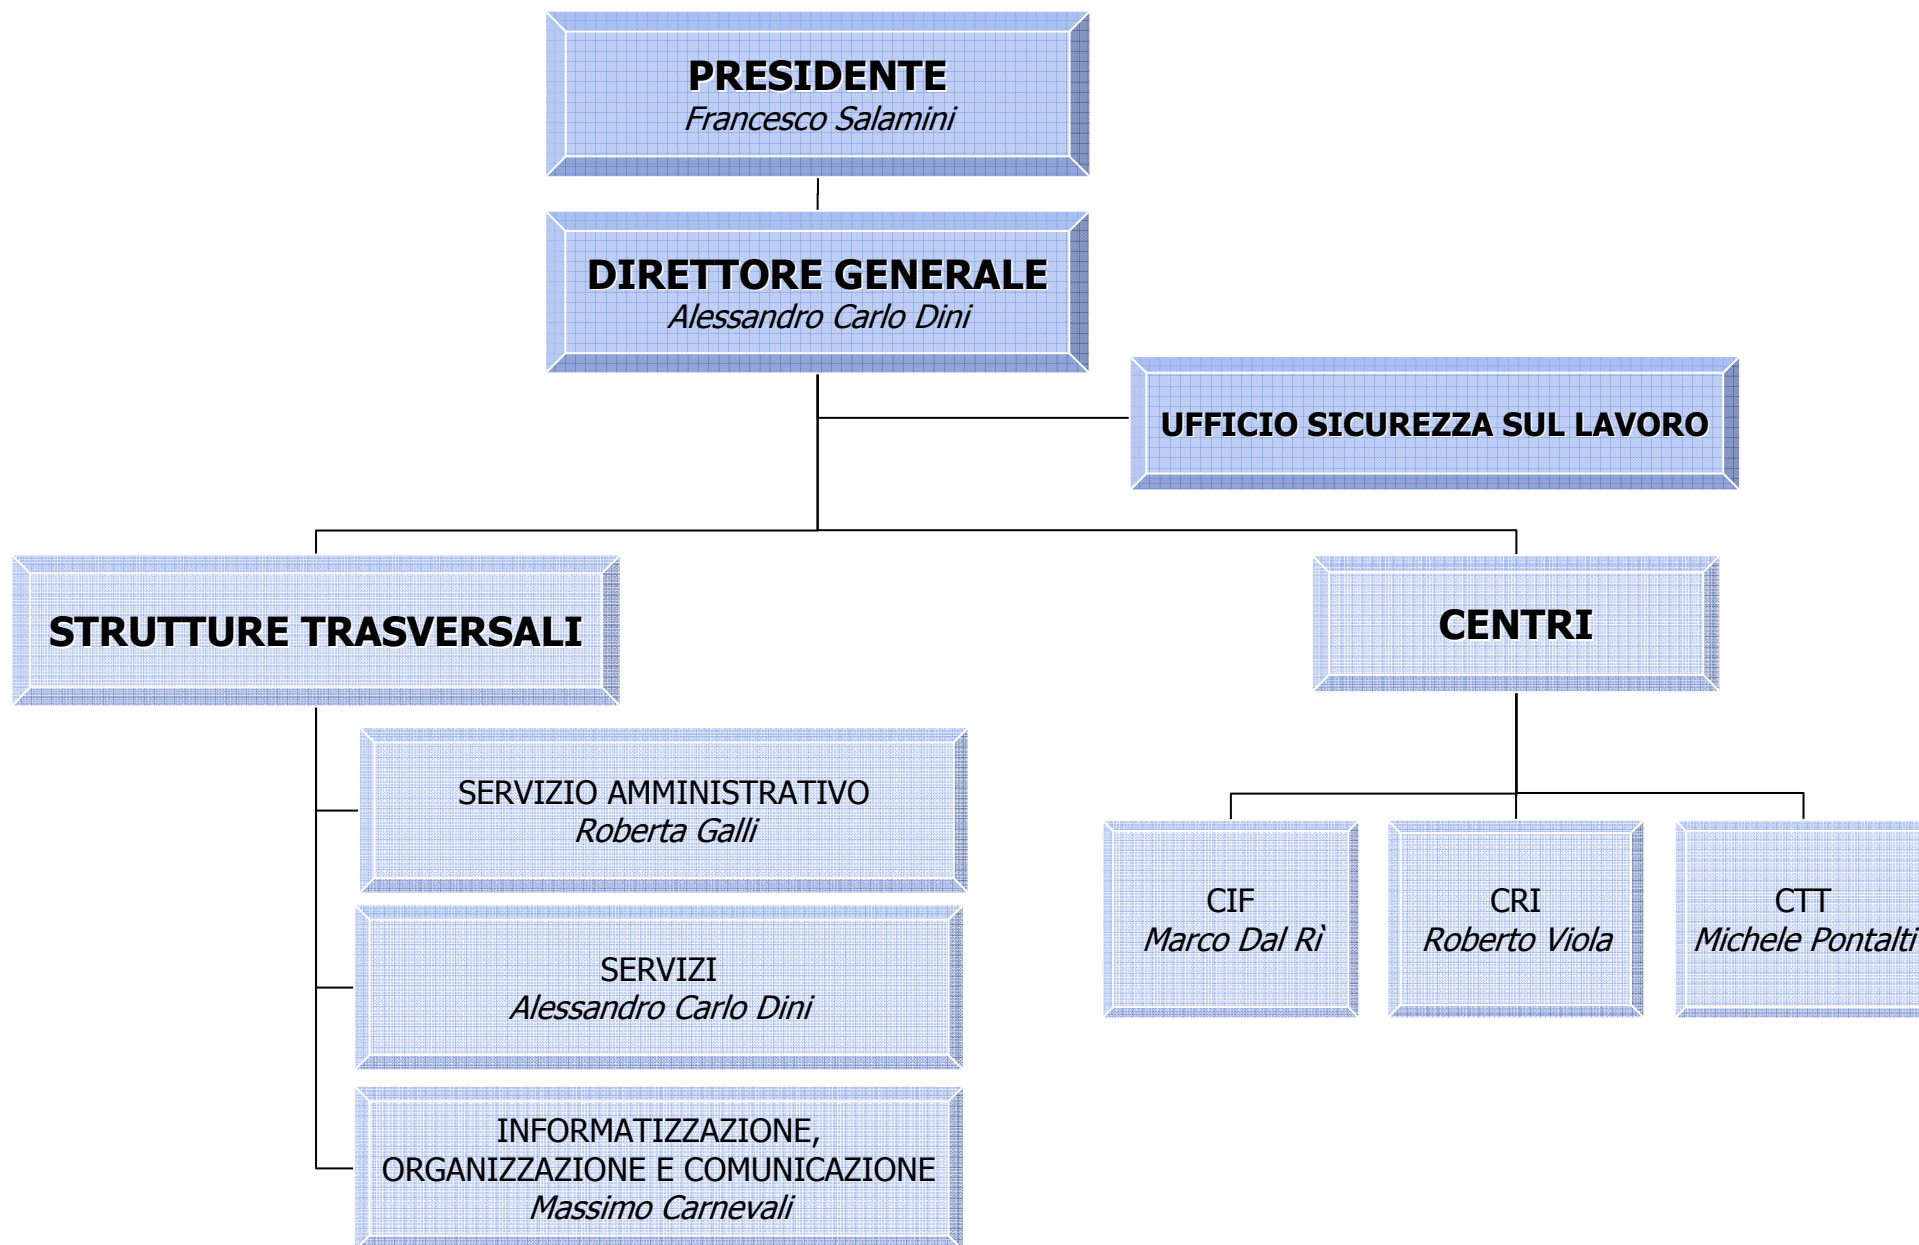 PRESIDENTE
Francesco Salamini
DIRETTORE GENERALE
Alessandro Carlo Dini
UFFICIO SICUREZZA SUL LAVORO
STRUTTURE TRASVERSALI
CENTRI
SERVIZIO AMMINISTRATIVO
Roberta Galli
SERVIZI
Alessandro Carlo Dini
INFORMATIZZAZIONE,
ORGANIZZAZIONE E COMUNICAZIONE
Massimo Carnevali
CIF
Marco Dal Rì
CRI
Roberto Viola
CTT
Michele Pontalti